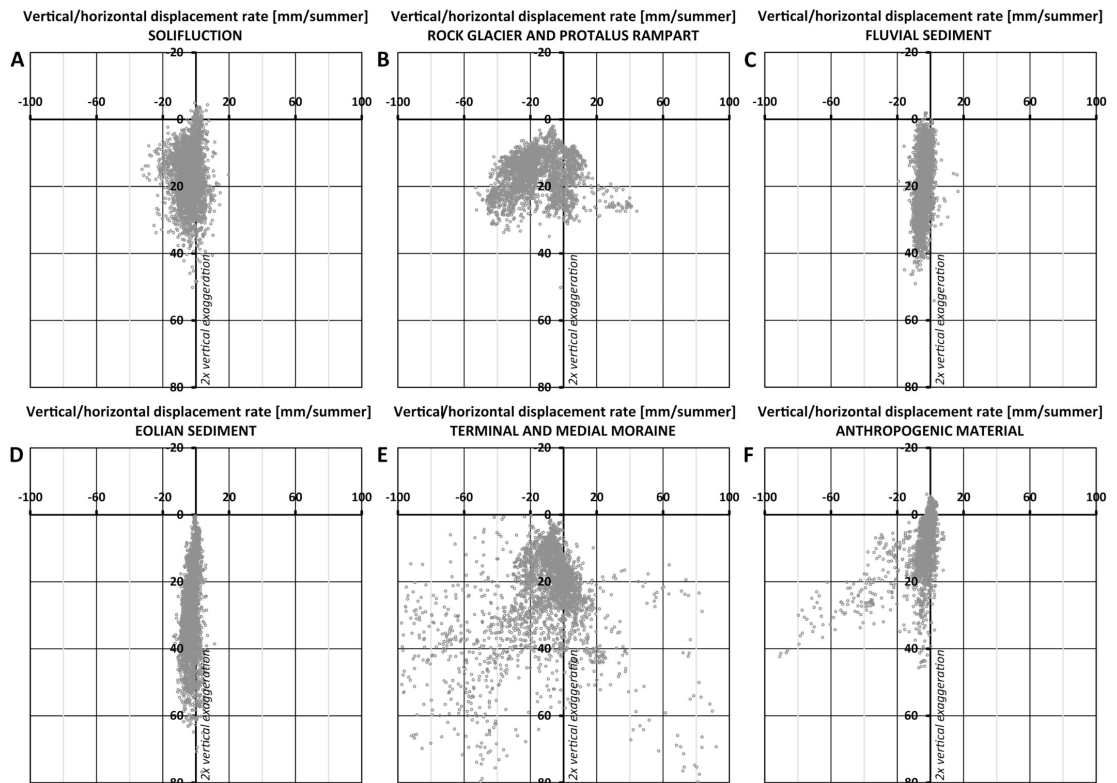 Vertical/horizontal displacement rate [mm/summer]
SOLIFLUCTION
A
-20
-100 -60 -20 20 60 100
0
20
40
60
80
2x vertical exaggeration
Vertical/horizontal displacement rate [mm/summer]
ROCK GLACIER AND PROTALUS RAMPART
B
-20
-100 -60 -20 20 60 100
0
20
40
60
80
2x vertical exaggeration
Vertical/horizontal displacement rate [mm/summer]
FLUVIAL SEDIMENT
C
-20
-100 -60 -20 20 60 100
0
20
40
60
80
2x vertical exaggeration
Vertical/horizontal displacement rate [mm/summer]
EOLIAN SEDIMENT
D
-20
-100 -60 -20 20 60 100
0
20
40
60
80
2x vertical exaggeration
Vertical/horizontal displacement rate [mm/summer]
TERMINAL AND MEDIAL MORAINE
E
-20
-100 -60 -20 20 60 100
0
20
40
60
80
2x vertical exaggeration
Vertical/horizontal displacement rate [mm/summer]
ANTHROPOGENIC MATERIAL
F
-20
-100 -60 -20 20 60 100
0
20
40
60
80
2x vertical exaggeration